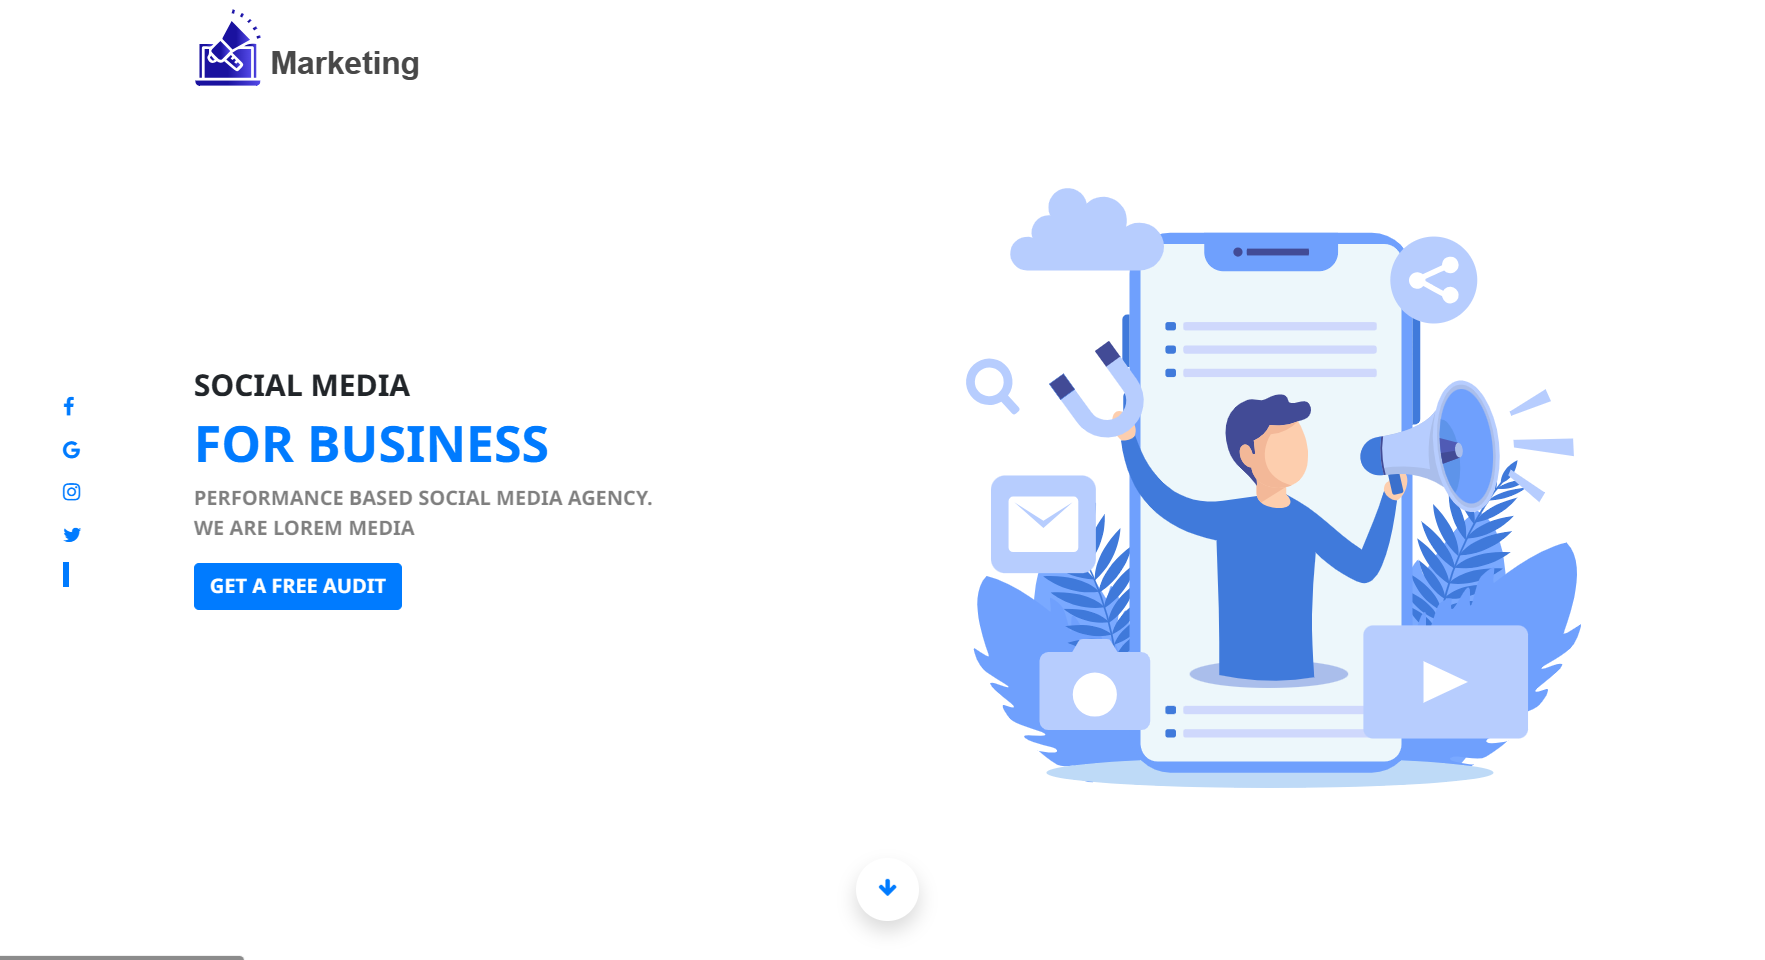 Marketing
SOCIAL MEDIA
FOR BUSINESS
PERFORMANCE BASED SOCIAL MEDIA AGENCY.
WE ARE LOREM MEDIA
GET A FREE AUDIT